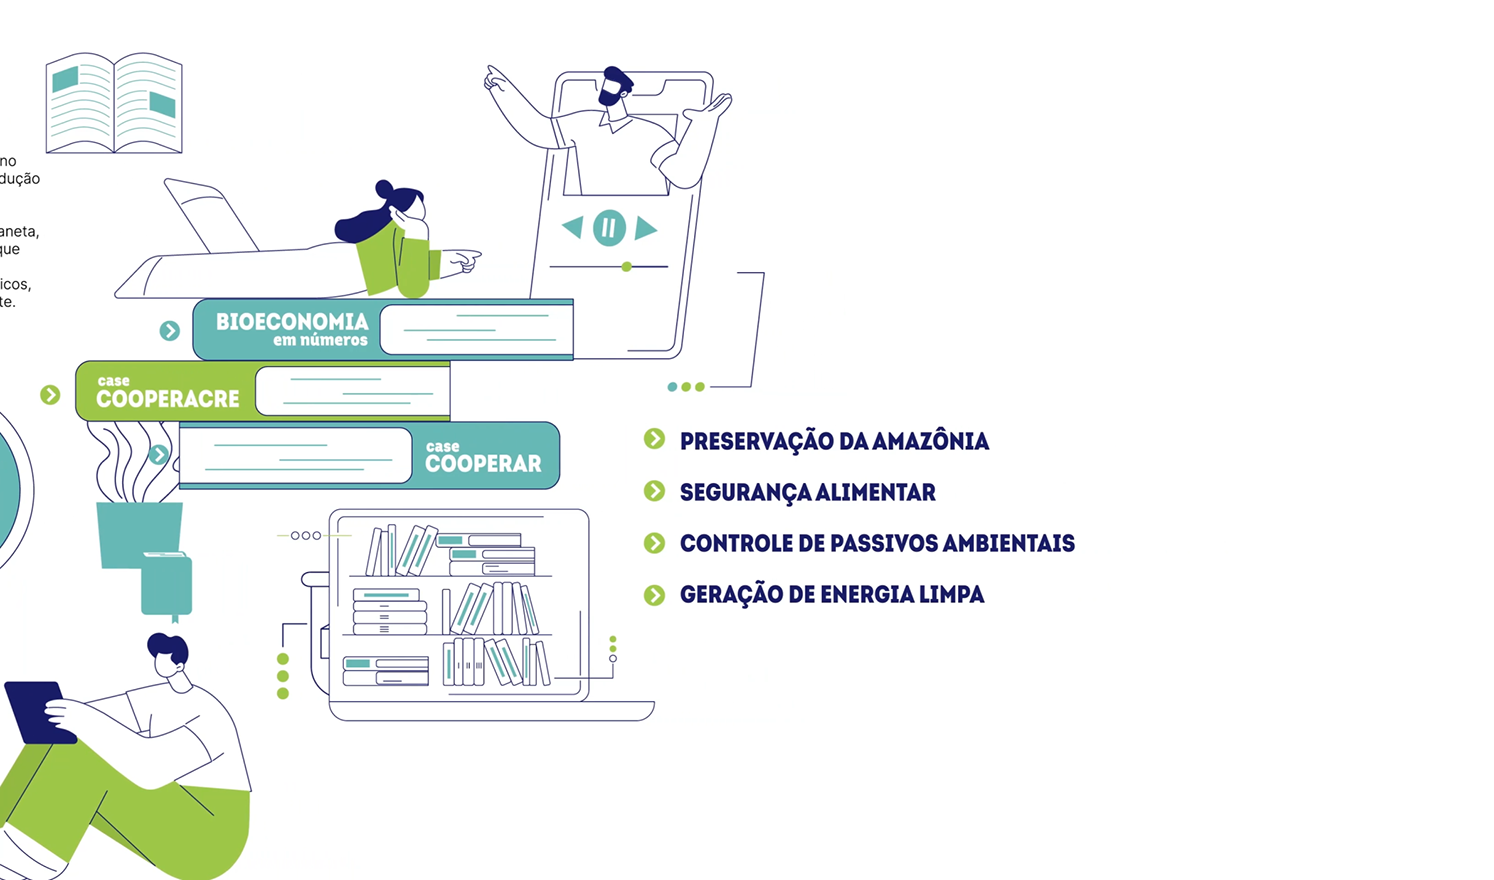 no
dução
aneta,
que
icos,
te.
BIOECONOMIA
em números
case
COOPERACRE
case
COOPERAR
PRESERVAÇÃO DA AMAZÔNIA
SEGURANÇA ALIMENTAR
CONTROLE DE PASSIVOS AMBIENTAIS
GERAÇÃO DE ENERGIA LIMPA